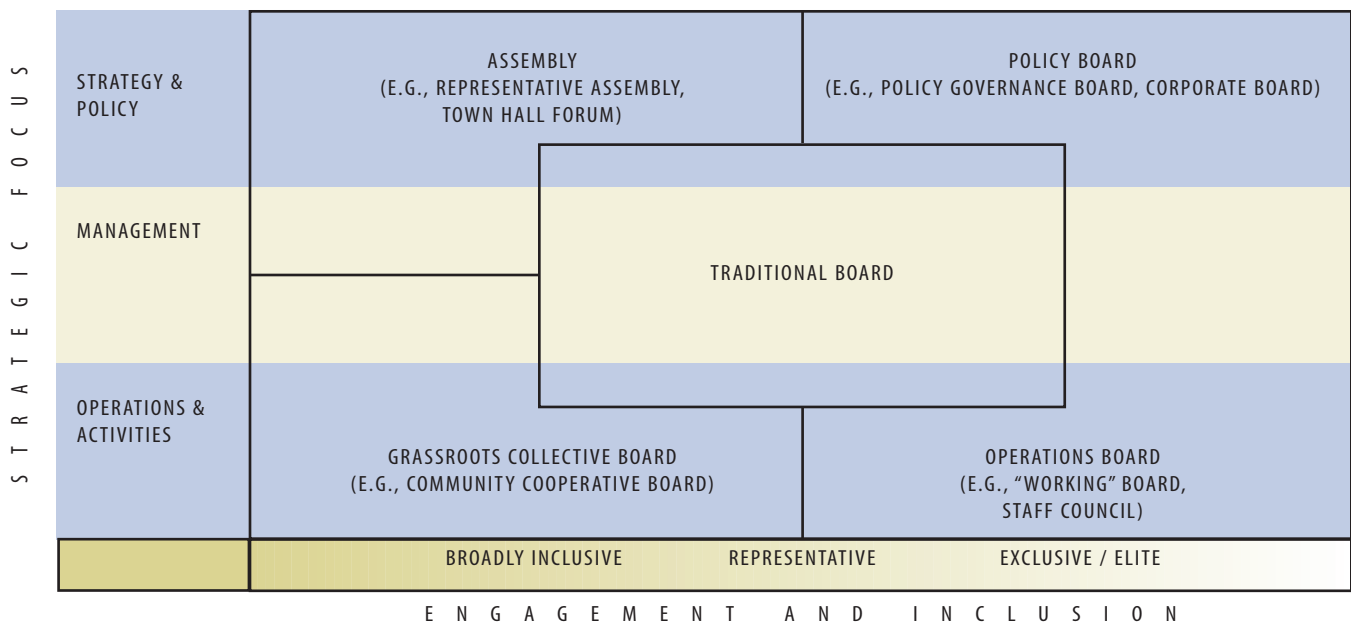 STRATEGIC FOCUS
STRATEGY &
POLICY
ASSEMBLY
(E.G., REPRESENTATIVE ASSEMBLY,
TOWN HALL FORUM)
POLICY BOARD
(E.G., POLICY GOVERNANCE BOARD, CORPORATE BOARD)
MANAGEMENT
TRADITIONAL BOARD
OPERATIONS &
ACTIVITIES
GRASSROOTS COLLECTIVE BOARD
(E.G., COMMUNITY COOPERATIVE BOARD)
OPERATIONS BOARD
(E.G., “WORKING” BOARD,
STAFF COUNCIL)
BROADLY INCLUSIVE REPRESENTATIVE EXCLUSIVE / ELITE
ENGAGEMENT AND INCLUSION